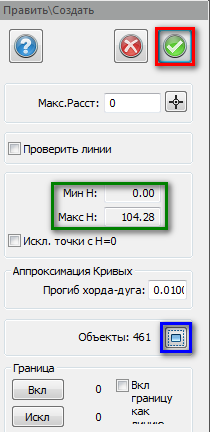 Править\Создать
Макс.Расст: 0
Проверить линии
Мин H: 0.00
Макс H: 104.28
Искл. точки с H=0
Аппроксимация Кривых
Прогиб хорда-дуга: 0.0100
Объекты: 461
Граница
Вкл 0 Вкл
границу
как
Искл 0 линию